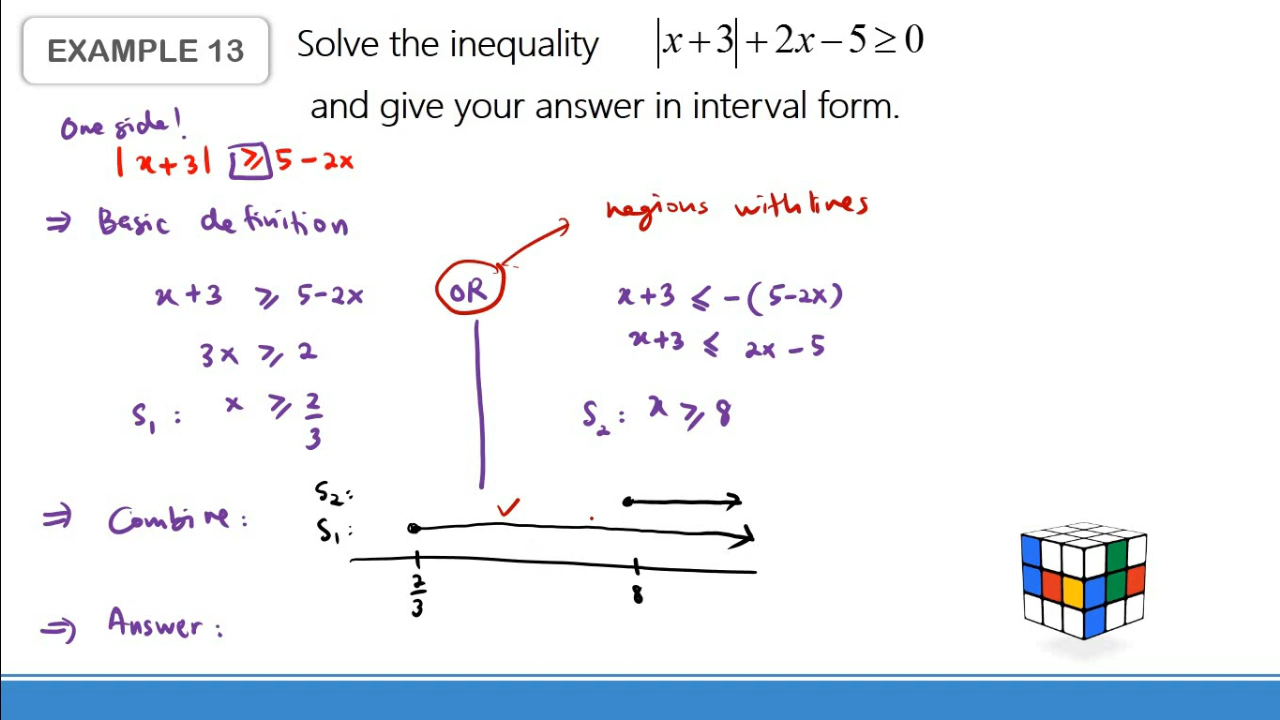 EXAMPLE 13
Solve the inequality |x+3|+2x−5≥0
and give your answer in interval form.
One side!
|x+3| ≥ 5−2x
⇒ Basic definition
regions with lines
x+3 ≥ 5−2x OR x+3 ≤ −(5−2x)
3x ≥ 2 x+3 ≤ 2x−5
S₁: x ≥ 2/3 S₂: x ≥ 8
⇒ Combine:
S₂:
S₁: ✓
2/3 8
⇒ Answer: